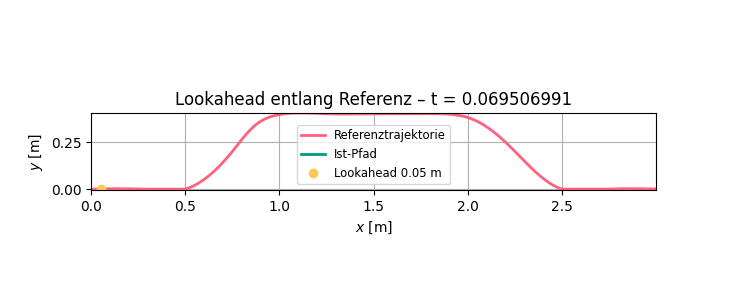 Lookahead entlang Referenz – t = 0.069506991
y [m]
0.25
0.00
Referenztrajektorie
Ist-Pfad
Lookahead 0.05 m
0.0 0.5 1.0 1.5 2.0 2.5
x [m]